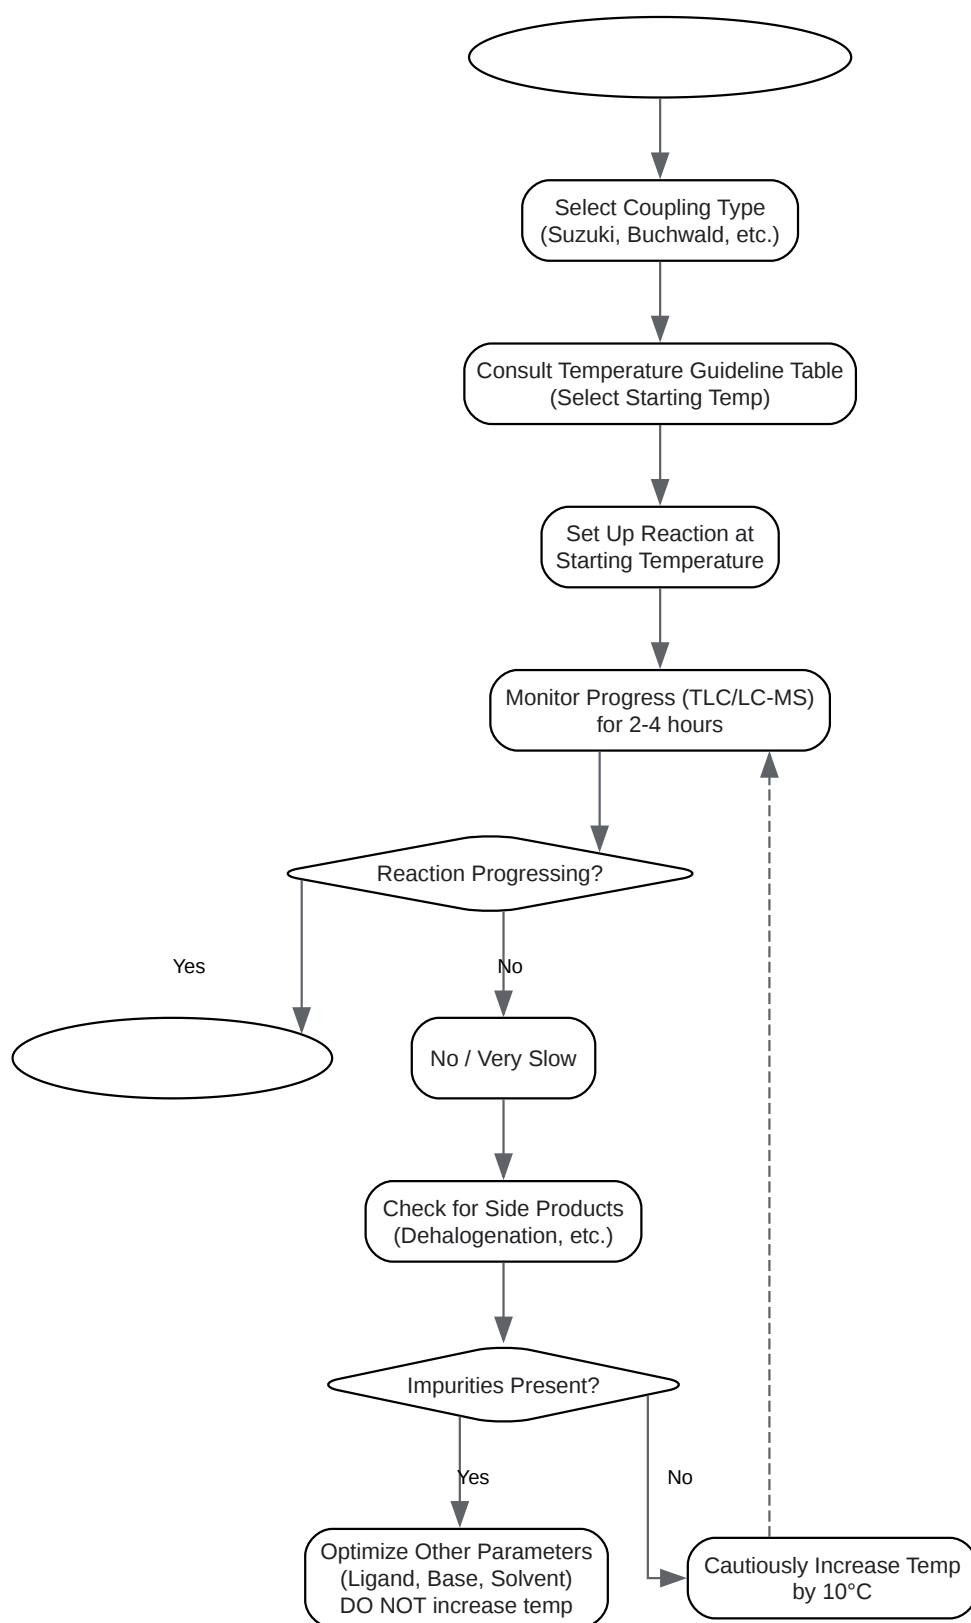 Select Coupling Type
(Suzuki, Buchwald, etc.)
Consult Temperature Guideline Table
(Select Starting Temp)
Set Up Reaction at
Starting Temperature
Monitor Progress (TLC/LC-MS)
for 2-4 hours
Reaction Progressing?
Yes
No
No / Very Slow
Check for Side Products
(Dehalogenation, etc.)
Impurities Present?
Yes
No
Optimize Other Parameters
(Ligand, Base, Solvent)
DO NOT increase temp
Cautiously Increase Temp
by 10°C